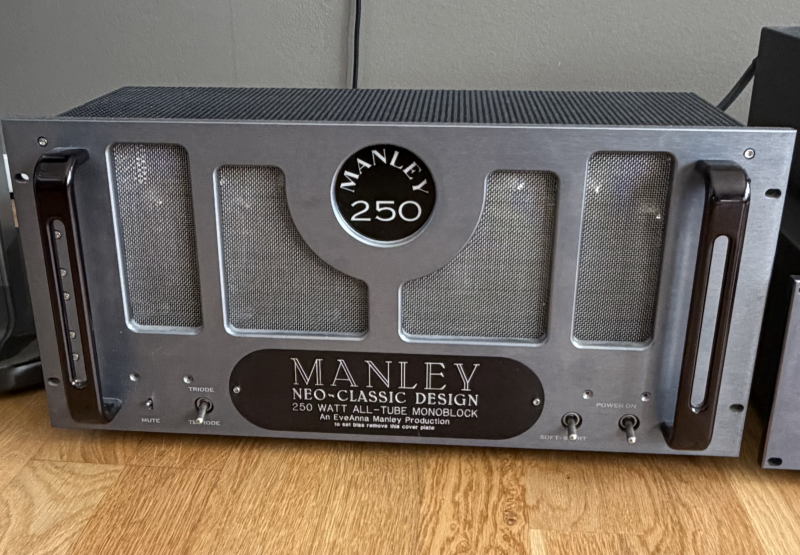 MANLEY
250
MANLEY
NEO-CLASSIC DESIGN
250 WATT ALL-TUBE MONOBLOCK
An EveAnna Manley Production
to set bias remove this cover plate
TRIODE
MUTE
TETRODE
POWER ON
SOFT-START